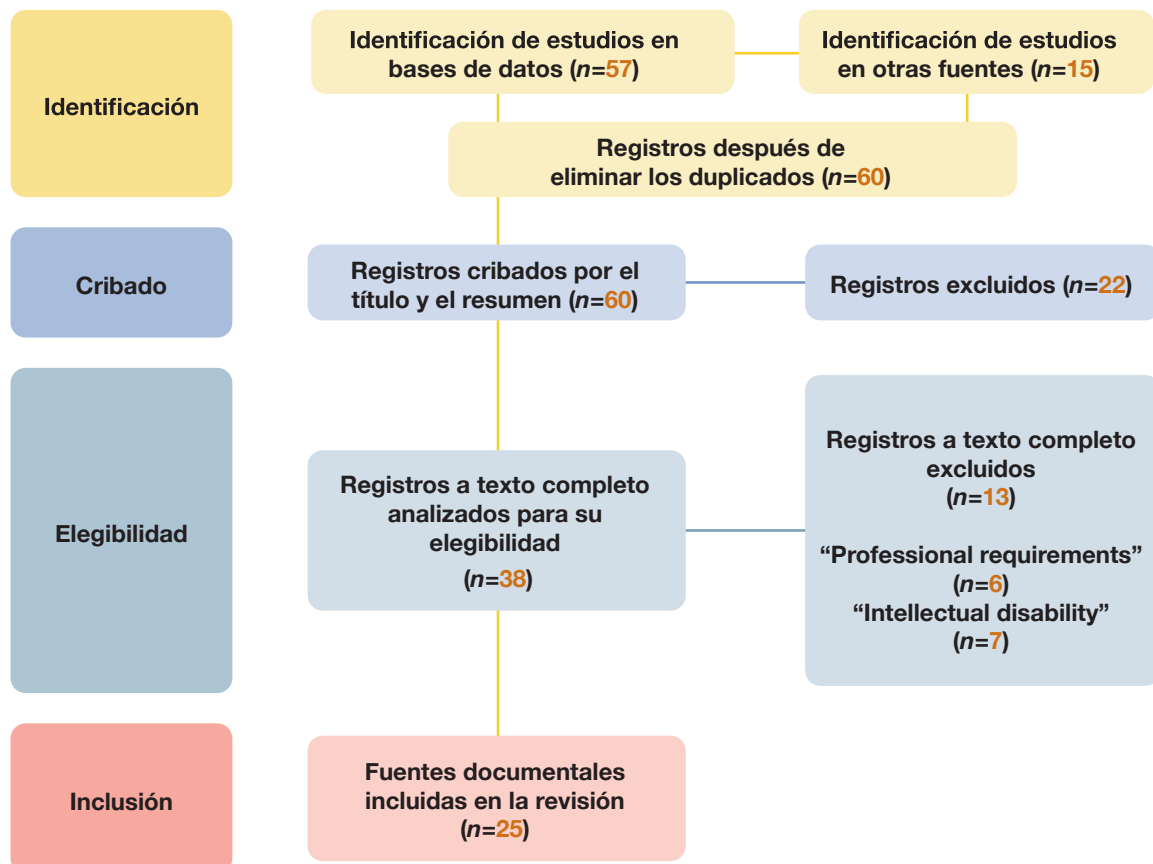 Identificación
Identificación de estudios en
bases de datos (n=57)
Identificación de estudios
en otras fuentes (n=15)
Registros después de
eliminar los duplicados (n=60)
Cribado
Registros cribados por el
título y el resumen (n=60)
Registros excluidos (n=22)
Elegibilidad
Registros a texto completo
analizados para su
elegibilidad
(n=38)
Registros a texto completo
excluidos
(n=13)
“Professional requirements”
(n=6)
“Intellectual disability”
(n=7)
Inclusión
Fuentes documentales
incluidas en la revisión
(n=25)